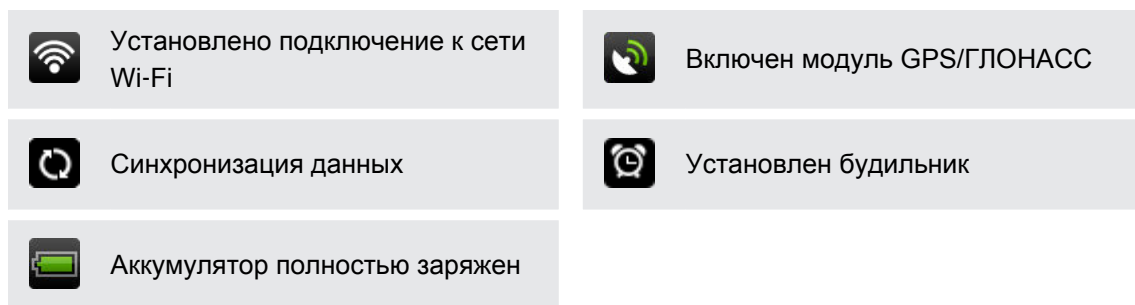 Установлено подключение к сети
Wi-Fi
Включен модуль GPS/ГЛОНАСС
Синхронизация данных
Установлен будильник
Аккумулятор полностью заряжен